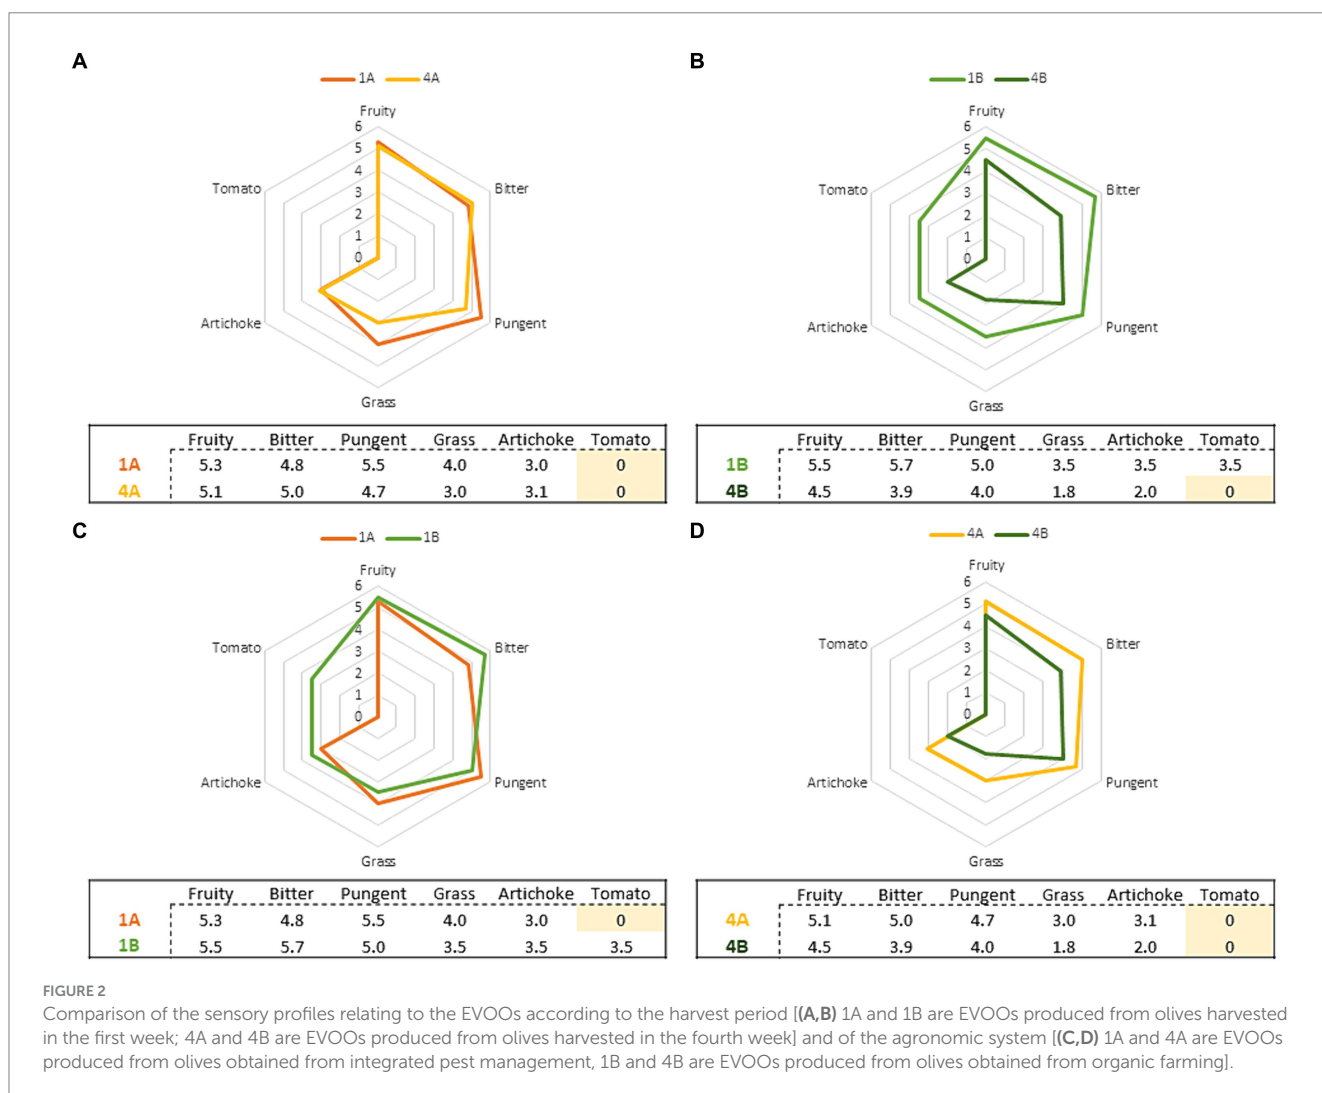 A
1A 4A
Fruity
6
5
4
3
2
1
0
Tomato
Bitter
Artichoke
Pungent
Grass
Fruity Bitter Pungent Grass Artichoke Tomato
1A 5.3 4.8 5.5 4.0 3.0 0
4A 5.1 5.0 4.7 3.0 3.1 0
B
1B 4B
Fruity
6
5
4
3
2
1
0
Tomato
Bitter
Artichoke
Pungent
Grass
Fruity Bitter Pungent Grass Artichoke Tomato
1B 5.5 5.7 5.0 3.5 3.5 3.5
4B 4.5 3.9 4.0 1.8 2.0 0
C
1A 1B
Fruity
6
5
4
3
2
1
0
Tomato
Bitter
Artichoke
Pungent
Grass
Fruity Bitter Pungent Grass Artichoke Tomato
1A 5.3 4.8 5.5 4.0 3.0 0
1B 5.5 5.7 5.0 3.5 3.5 3.5
D
4A 4B
Fruity
6
5
4
3
2
1
0
Tomato
Bitter
Artichoke
Pungent
Grass
Fruity Bitter Pungent Grass Artichoke Tomato
4A 5.1 5.0 4.7 3.0 3.1 0
4B 4.5 3.9 4.0 1.8 2.0 0
FIGURE 2
Comparison of the sensory profiles relating to the EVOOs according to the harvest period [(A,B) 1A and 1B are EVOOs produced from olives harvested
in the first week; 4A and 4B are EVOOs produced from olives harvested in the fourth week] and of the agronomic system [(C,D) 1A and 4A are EVOOs
produced from olives obtained from integrated pest management, 1B and 4B are EVOOs produced from olives obtained from organic farming].